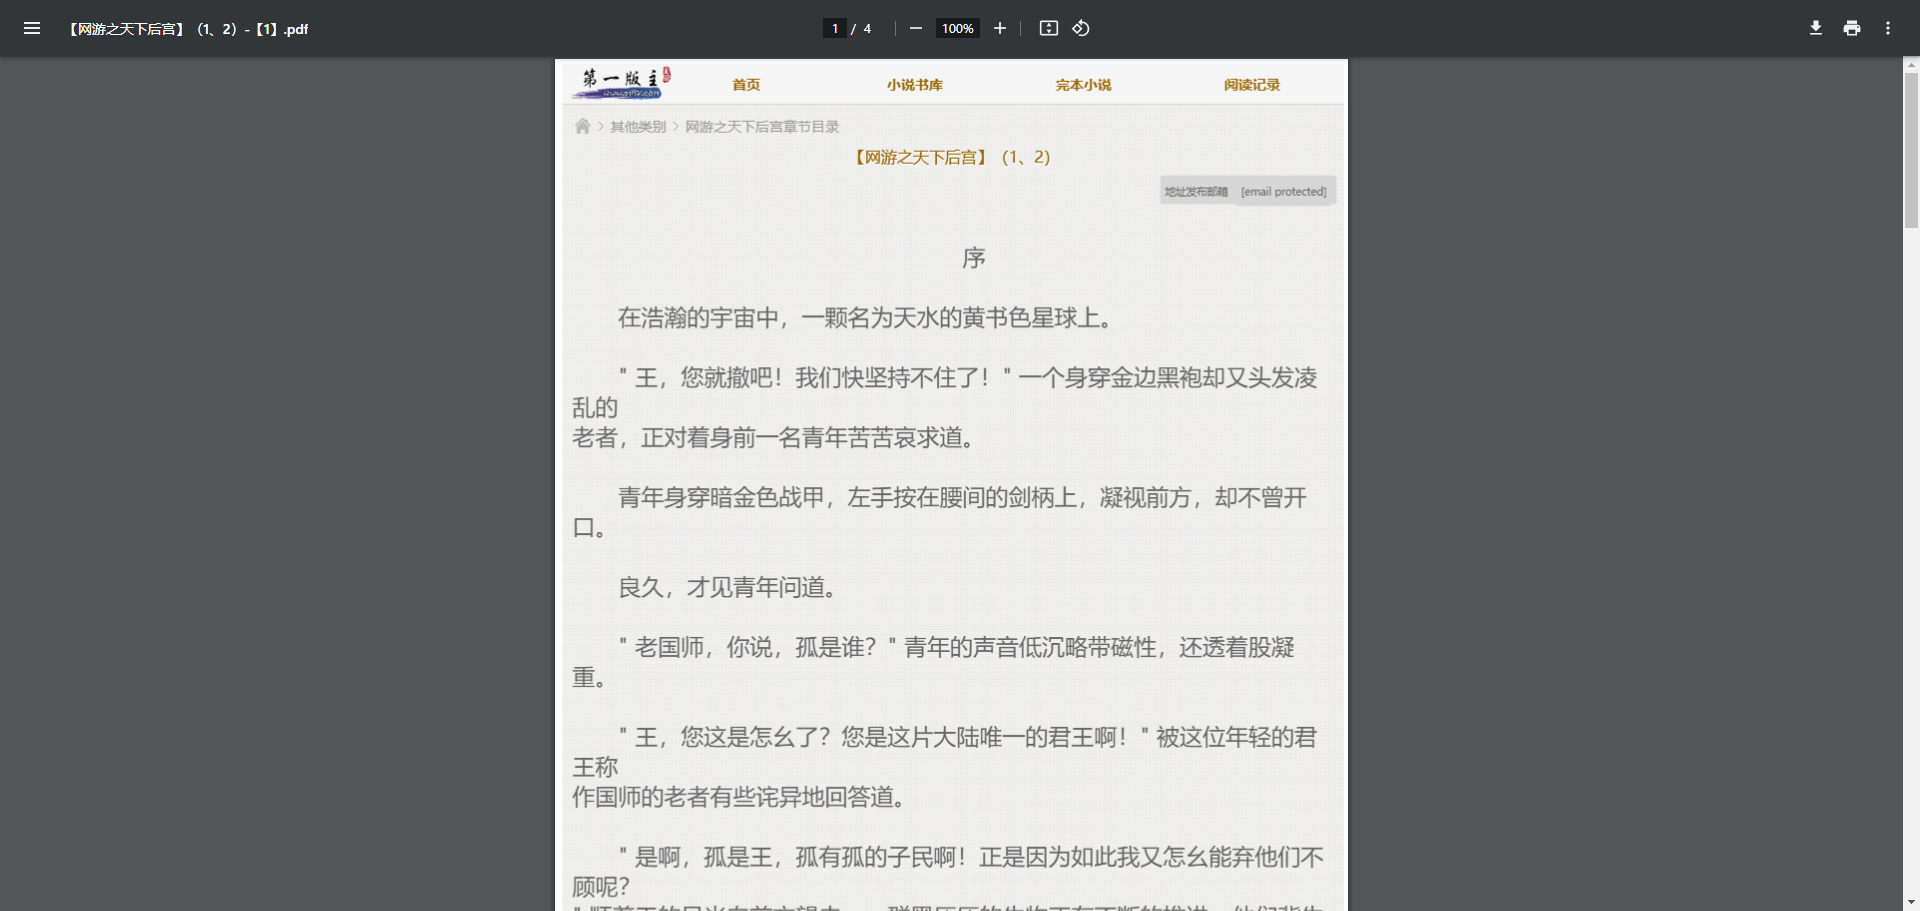 【网游之天下后宫】（1、2）-【1】.pdf
1 / 4
100%
第一版主
首页
小说书库
完本小说
阅读记录
其他类别 > 网游之天下后宫章节目录
【网游之天下后宫】（1、2）
地址发布邮箱 [email protected]
序
在浩瀚的宇宙中，一颗名为天水的黄书色星球上。
" 王，您就撤吧！我们快坚持不住了！" 一个身穿金边黑袍却又头发凌
乱的
老者，正对着身前一名青年苦苦哀求道。
青年身穿暗金色战甲，左手按在腰间的剑柄上，凝视前方，却不曾开
口。
良久，才见青年问道。
" 老国师，你说，孤是谁？" 青年的声音低沉略带磁性，还透着股凝
重。
" 王，您这是怎么了？您是这片大陆唯一的君王啊！" 被这位年轻的君
王称
作国师的老者有些诧异地回答道。
" 是啊，孤是王，孤有孤的子民啊！正是因为如此我又怎么能弃他们不
顾呢？